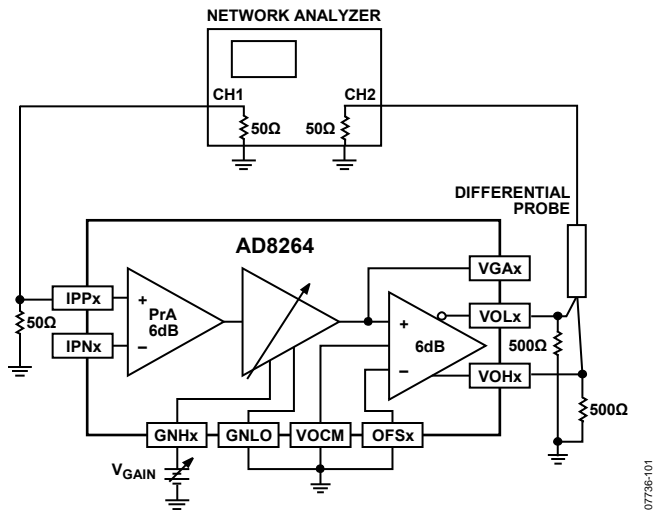 NETWORK ANALYZER
CH1
CH2
50Ω
50Ω
DIFFERENTIAL
PROBE
AD8264
VGAx
IPPx
+
PrA
6dB
–
+
6dB
–
VOLx
50Ω
IPNx
500Ω
VOHx
500Ω
GNHx
GNLO
VOCM
OFSx
VGAIN
07736-101